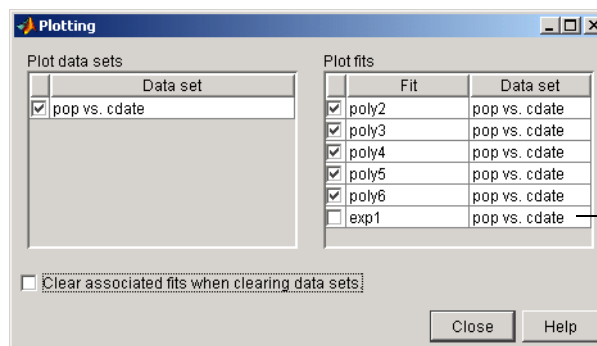 Plotting
Plot data sets
Data set
pop vs. cdate
Plot fits
Fit Data set
poly2 pop vs. cdate
poly3 pop vs. cdate
poly4 pop vs. cdate
poly5 pop vs. cdate
poly6 pop vs. cdate
exp1 pop vs. cdate
Clear associated fits when clearing data sets.
Close Help